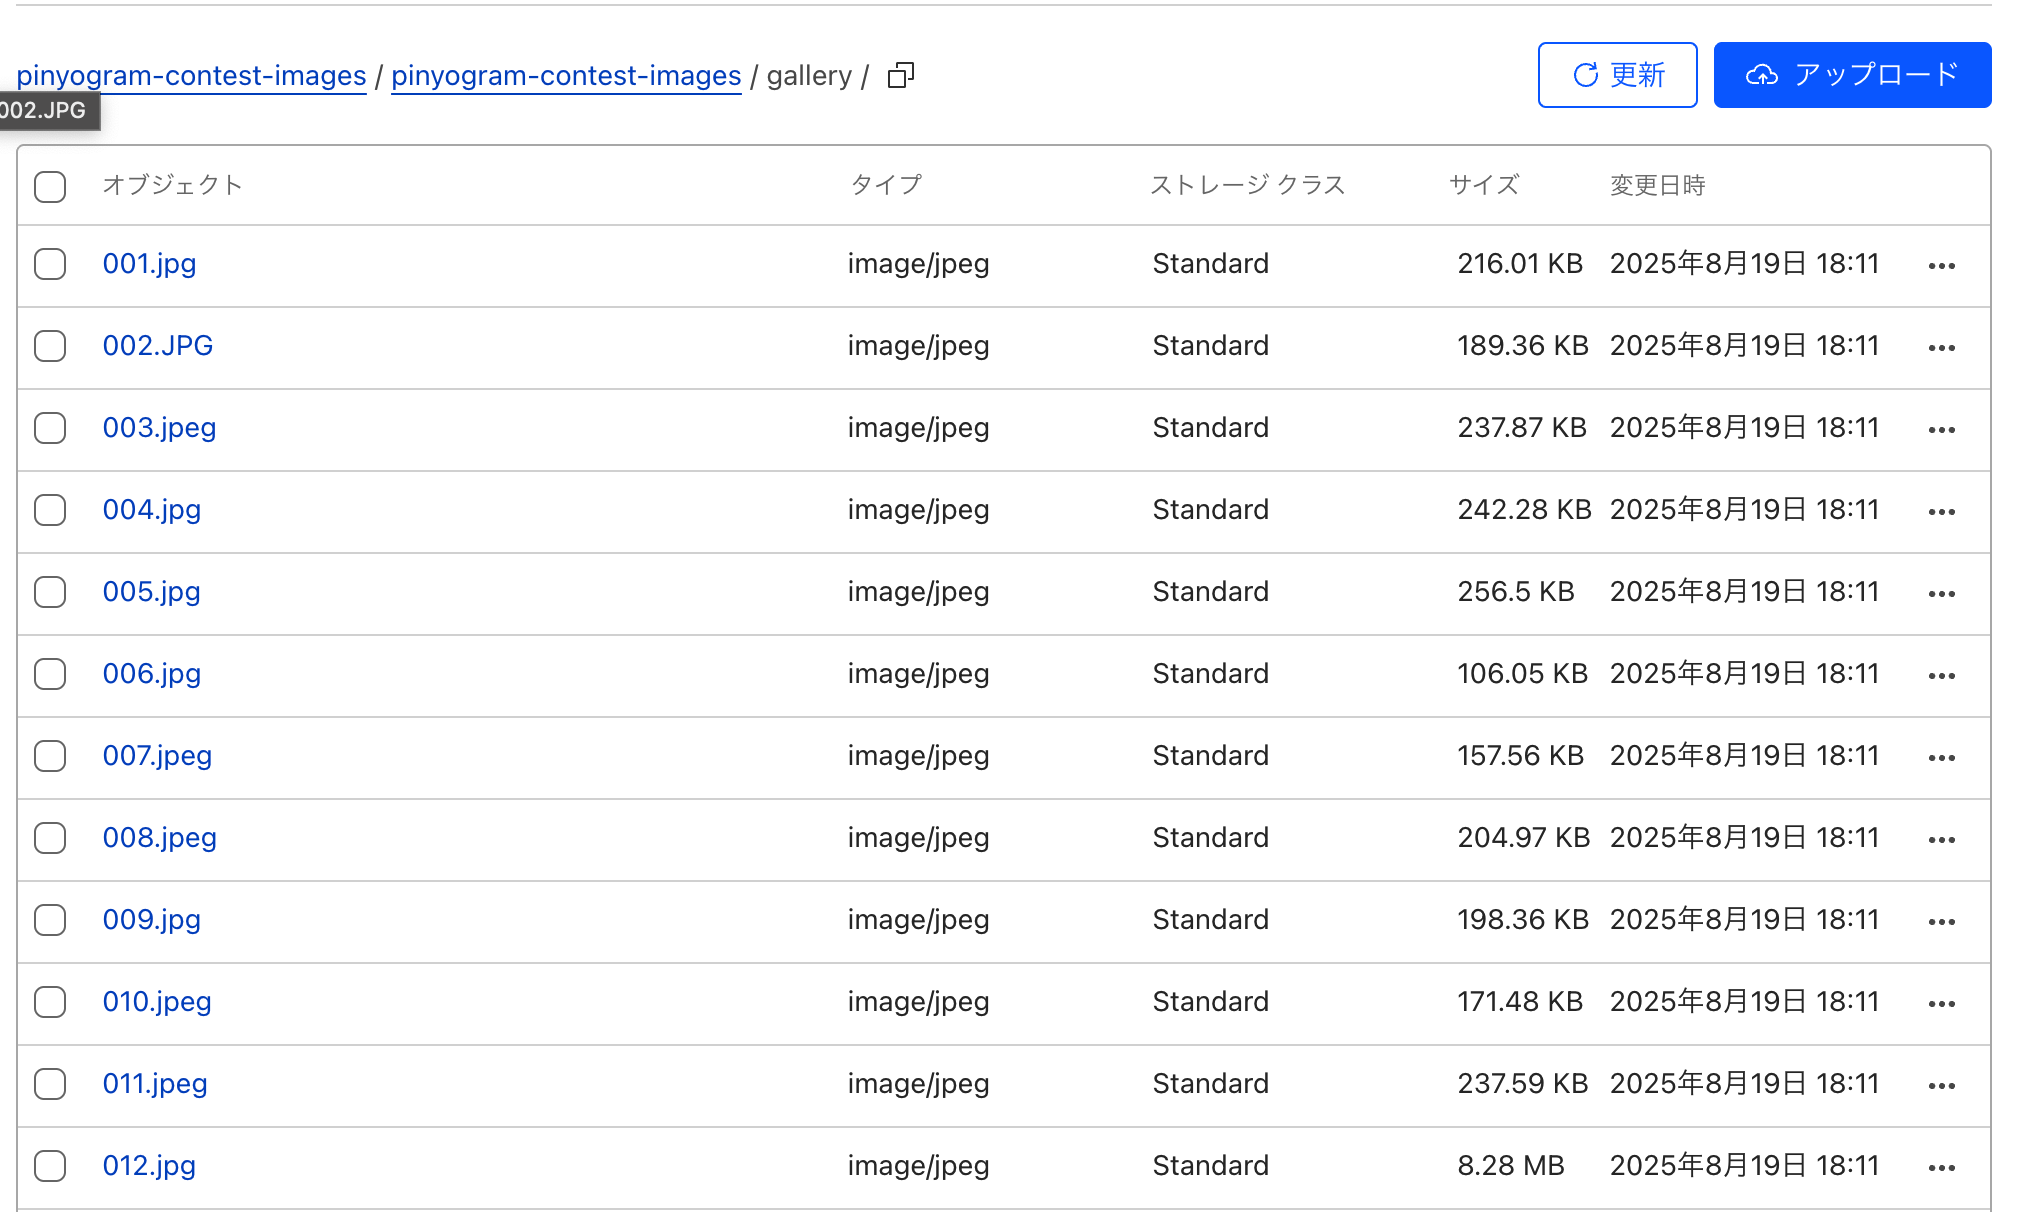 pinyogram-contest-images / pinyogram-contest-images / gallery /
更新
アップロード
002.JPG
オブジェクト タイプ ストレージ クラス サイズ 変更日時
001.jpg image/jpeg Standard 216.01 KB 2025年8月19日 18:11
002.JPG image/jpeg Standard 189.36 KB 2025年8月19日 18:11
003.jpeg image/jpeg Standard 237.87 KB 2025年8月19日 18:11
004.jpg image/jpeg Standard 242.28 KB 2025年8月19日 18:11
005.jpg image/jpeg Standard 256.5 KB 2025年8月19日 18:11
006.jpg image/jpeg Standard 106.05 KB 2025年8月19日 18:11
007.jpeg image/jpeg Standard 157.56 KB 2025年8月19日 18:11
008.jpeg image/jpeg Standard 204.97 KB 2025年8月19日 18:11
009.jpg image/jpeg Standard 198.36 KB 2025年8月19日 18:11
010.jpeg image/jpeg Standard 171.48 KB 2025年8月19日 18:11
011.jpeg image/jpeg Standard 237.59 KB 2025年8月19日 18:11
012.jpg image/jpeg Standard 8.28 MB 2025年8月19日 18:11